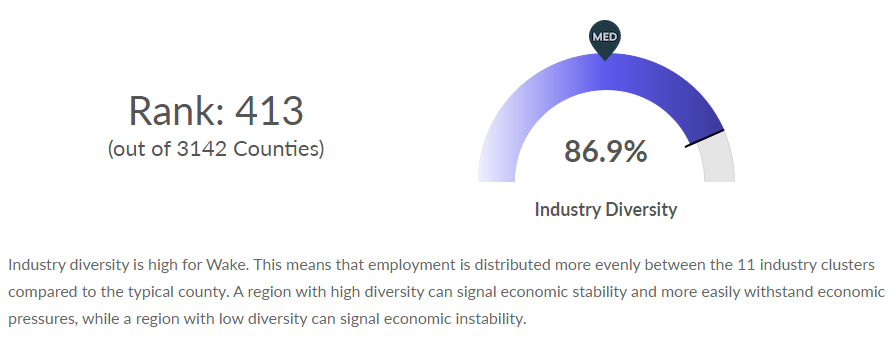 MED
Rank: 413
(out of 3142 Counties)
86.9%
Industry Diversity
Industry diversity is high for Wake. This means that employment is distributed more evenly between the 11 industry clusters
compared to the typical county. A region with high diversity can signal economic stability and more easily withstand economic
pressures, while a region with low diversity can signal economic instability.